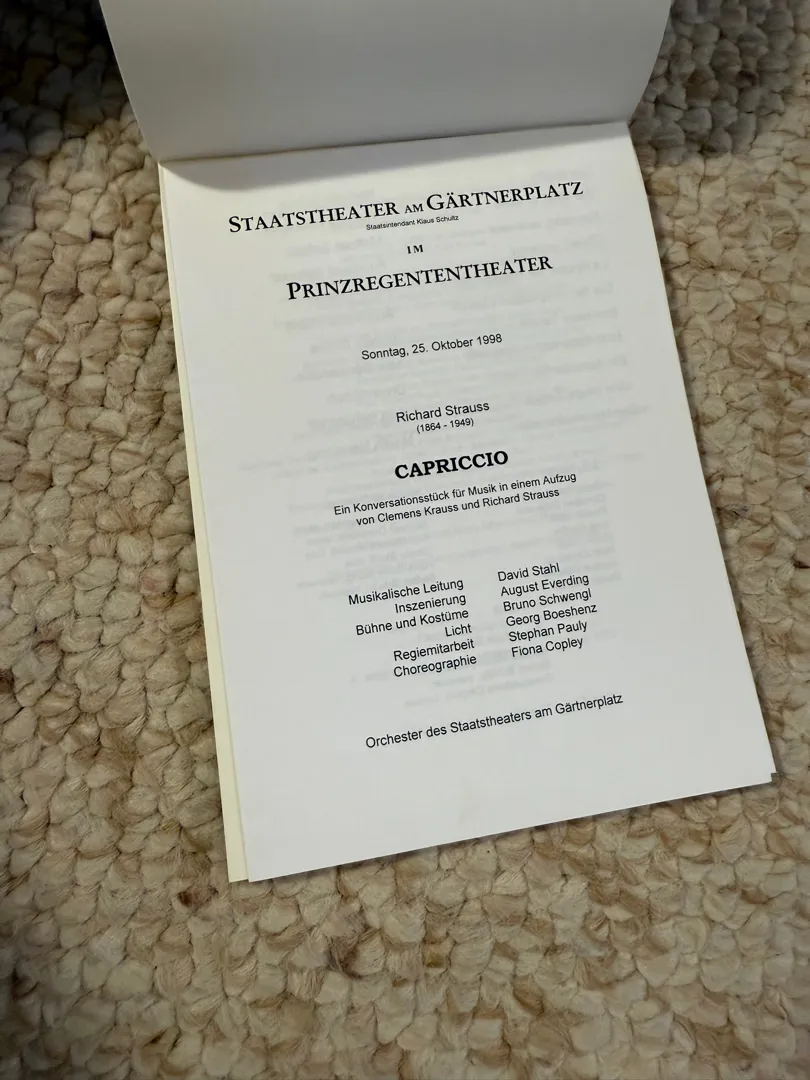 STAATSTHEATER AM GÄRTNERPLATZ
Staatsintendant Klaus Schultz
IM
PRINZREGENTENTHEATER
Sonntag, 25. Oktober 1998
Richard Strauss
(1864 - 1949)
CAPRICCIO
Ein Konversationsstück für Musik in einem Aufzug
von Clemens Krauss und Richard Strauss
Musikalische Leitung David Stahl
Inszenierung August Everding
Bühne und Kostüme Bruno Schwengl
Licht Georg Boeshenz
Regiemitarbeit Stephan Pauly
Choreographie Fiona Copley
Orchester des Staatstheaters am Gärtnerplatz